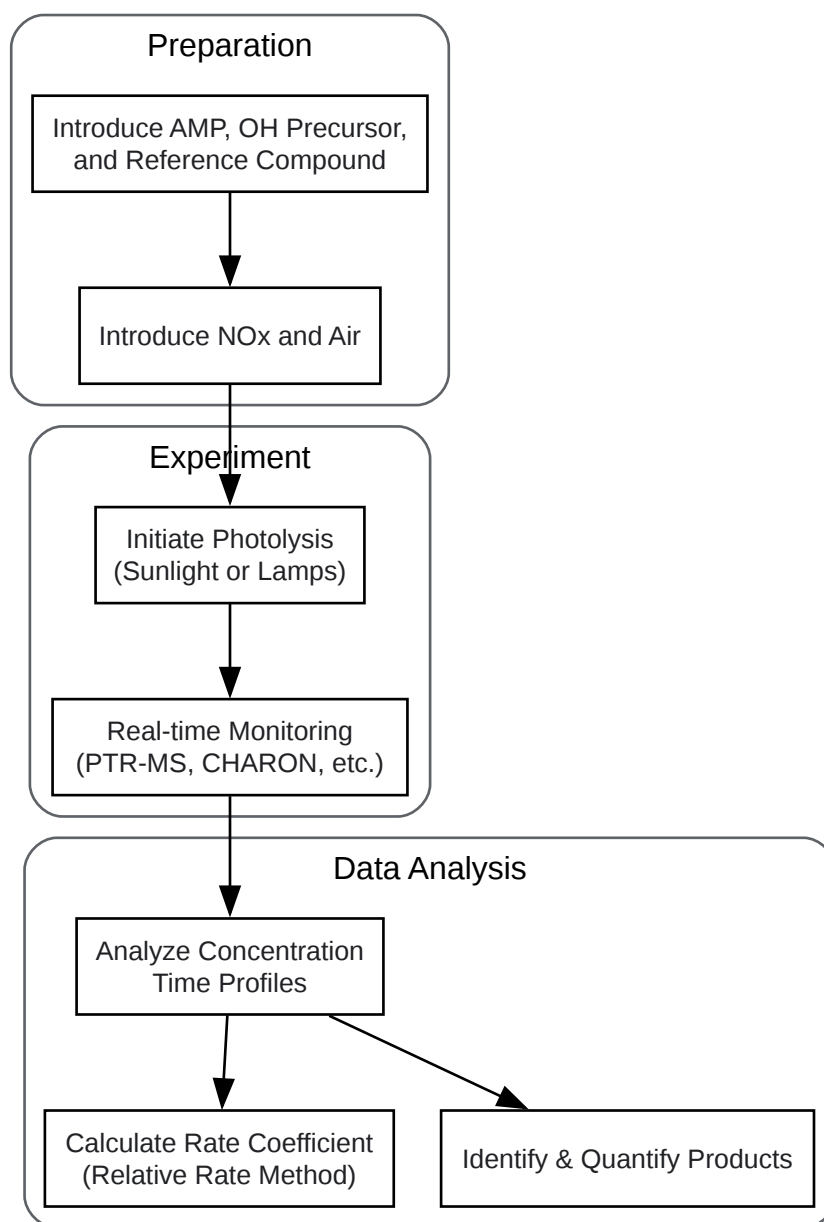 Preparation
Introduce AMP, OH Precursor,
and Reference Compound
Introduce NOx and Air
Experiment
Initiate Photolysis
(Sunlight or Lamps)
Real-time Monitoring
(PTR-MS, CHARON, etc.)
Data Analysis
Analyze Concentration
Time Profiles
Calculate Rate Coefficient
(Relative Rate Method)
Identify & Quantify Products